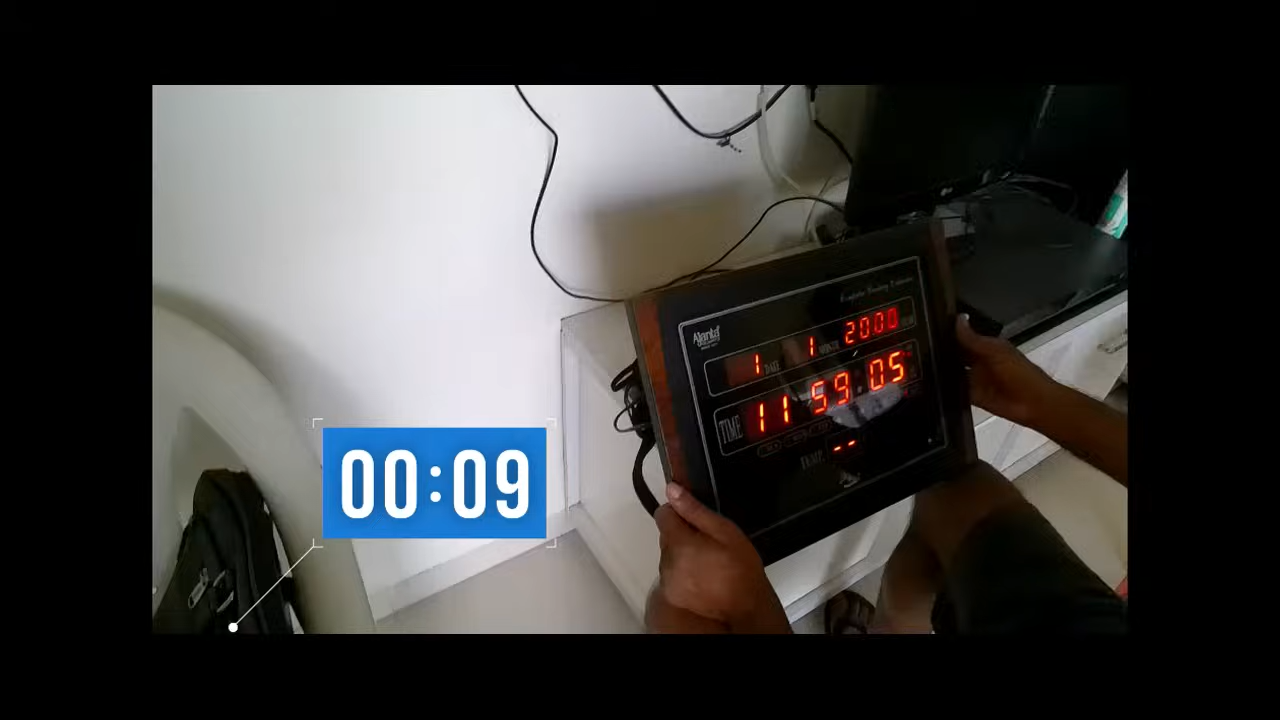 Ajanta
1 DATE 1 MONTH 2000
TIME 11 59:05
TEMP. --
00:09